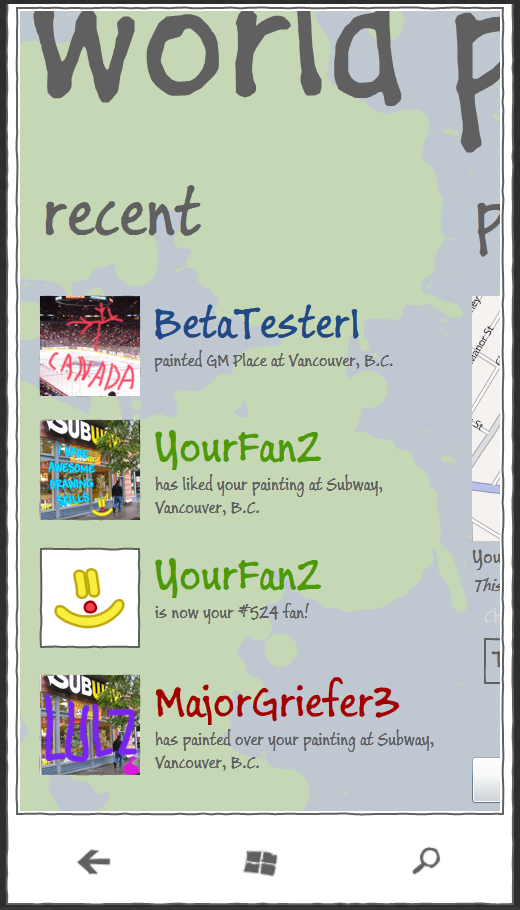 world p
recent
p
CANADA
BetaTester1
painted GM Place at Vancouver, B.C.
SUBW
I HAVE
AWESOME
DRAWING
SKILLS
YourFan2
has liked your painting at Subway,
Vancouver, B.C.
YourFan2
is now your #524 fan!
SUBW
LULZ
MajorGriefer3
has painted over your painting at Subway,
Vancouver, B.C.
You
This